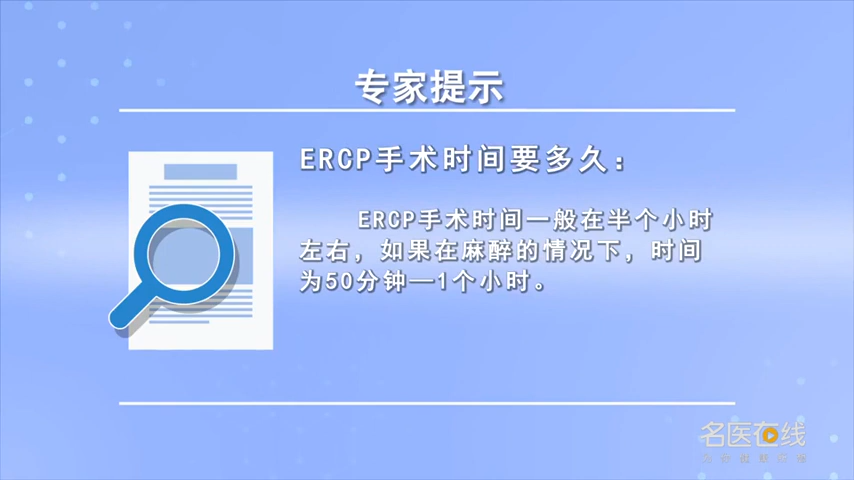 专家提示
ERCP手术时间要多久：
ERCP手术时间一般在半个小时
左右，如果在麻醉的情况下，时间
为50分钟—1个小时。
名医在线